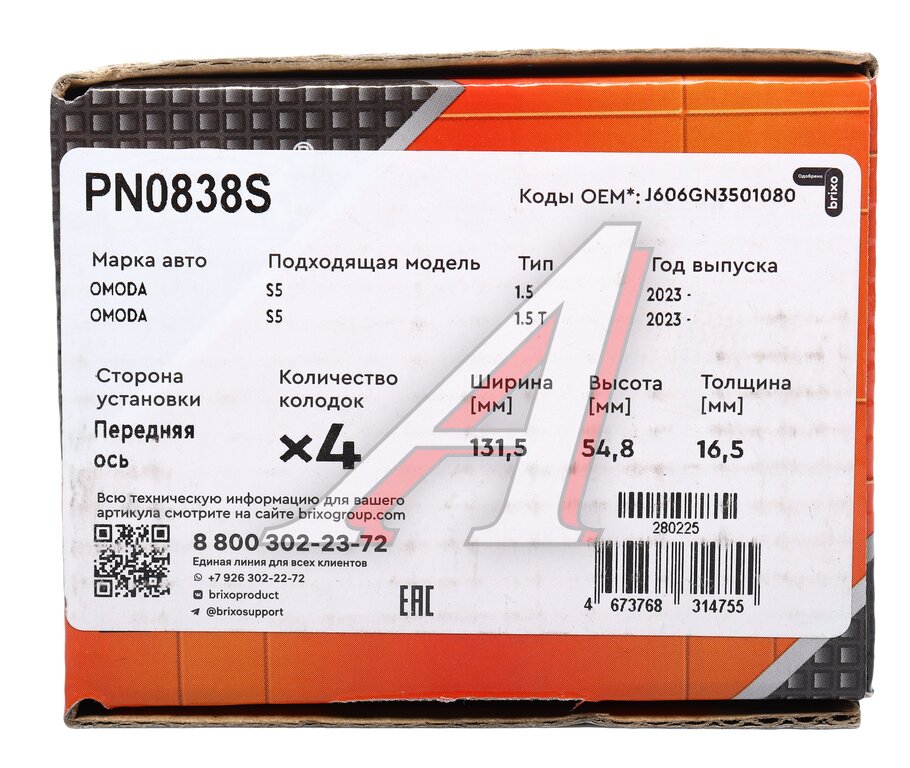 PN0838S
Коды OEM*: J606GN3501080
Одобрено
brixo
Марка авто Подходящая модель Тип Год выпуска
OMODA S5 1.5 2023 -
OMODA S5 1.5 T 2023 -
Сторона установки Количество колодок Ширина [мм] Высота [мм] Толщина [мм]
Передняя ось ×4 131,5 54,8 16,5
Всю техническую информацию для вашего
артикула смотрите на сайте brixogroup.com
8 800 302-23-72
Единая линия для всех клиентов
+7 926 302-22-72
brixoproduct
@brixosupport
EAC
280225
4 673768 314755